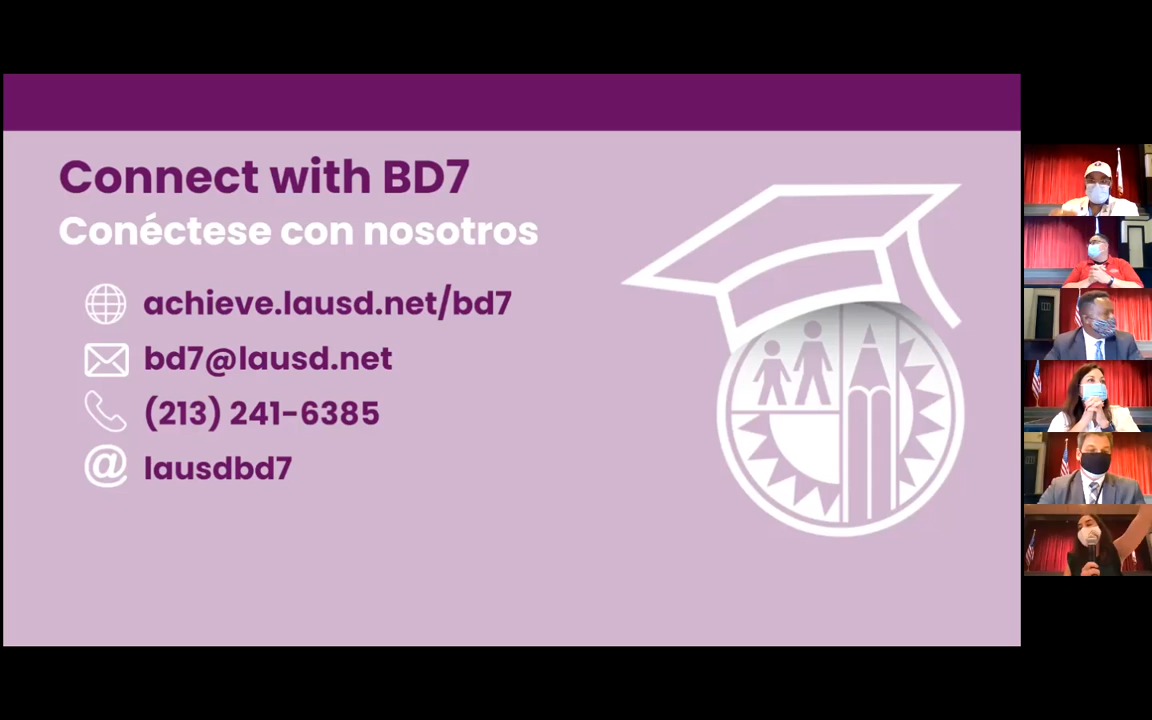 Connect with BD7
Conéctese con nosotros
achieve.lausd.net/bd7
bd7@lausd.net
(213) 241-6385
lausdbd7